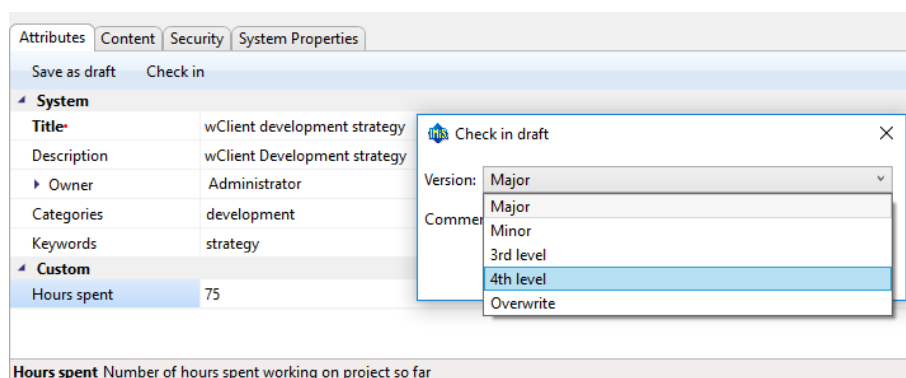 Attributes Content Security System Properties
Save as draft Check in
System
Title•
wClient development strategy
Description wClient Development strategy
Owner Administrator
Categories development
Keywords strategy
Custom
Hours spent 75
Hours spent Number of hours spent working on project so far
IMiS Check in draft
Version: Major
Commen
Major
Minor
3rd level
4th level
Overwrite